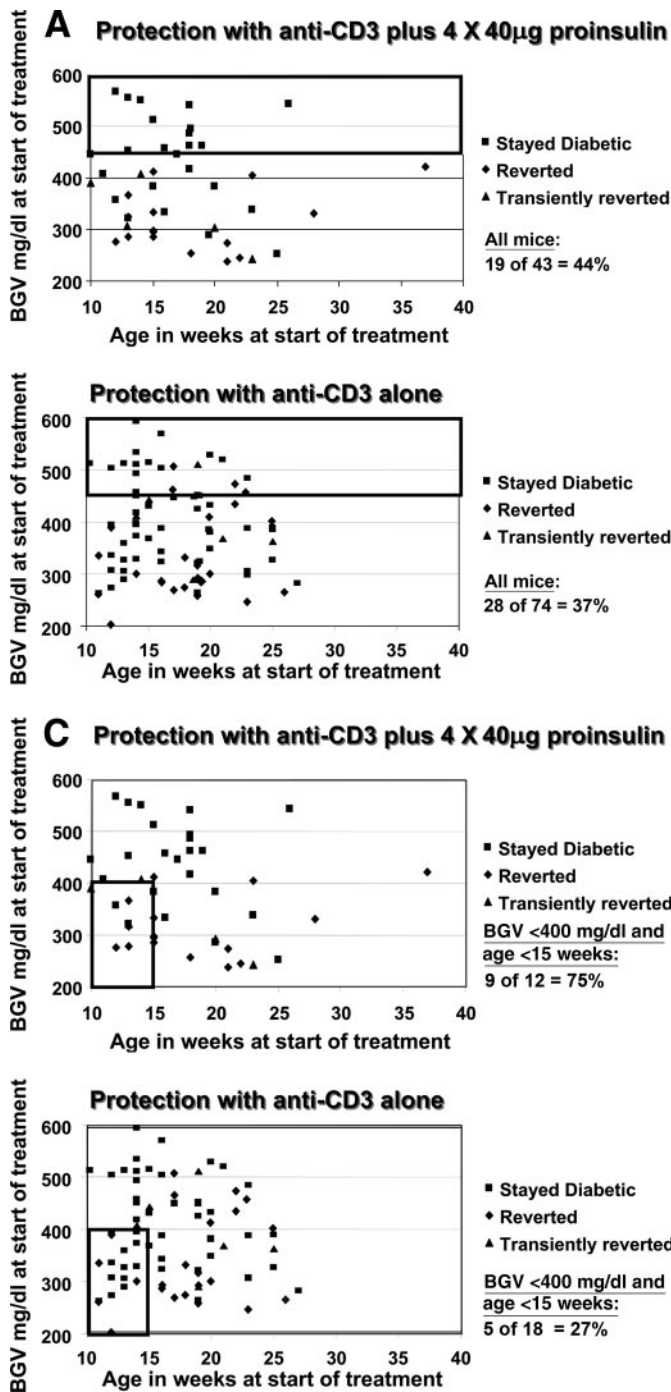 A Protection with anti-CD3 plus 4 X 40μg proinsulin
BGV mg/dl at start of treatment
600
500
400
300
200
10 15 20 25 30 35 40
Age in weeks at start of treatment
Stayed Diabetic
Reverted
Transiently reverted
All mice:
19 of 43 = 44%
Protection with anti-CD3 alone
BGV mg/dl at start of treatment
600
500
400
300
200
10 15 20 25 30 35 40
Age in weeks at start of treatment
Stayed Diabetic
Reverted
Transiently reverted
All mice:
28 of 74 = 37%
C Protection with anti-CD3 plus 4 X 40μg proinsulin
BGV mg/dl at start of treatment
600
500
400
300
200
10 15 20 25 30 35 40
Age in weeks at start of treatment
Stayed Diabetic
Reverted
Transiently reverted
BGV <400 mg/dl and
age <15 weeks:
9 of 12 = 75%
Protection with anti-CD3 alone
BGV mg/dl at start of treatment
600
500
400
300
200
10 15 20 25 30 35 40
Age in weeks at start of treatment
Stayed Diabetic
Reverted
Transiently reverted
BGV <400 mg/dl and
age <15 weeks:
5 of 18 = 27%